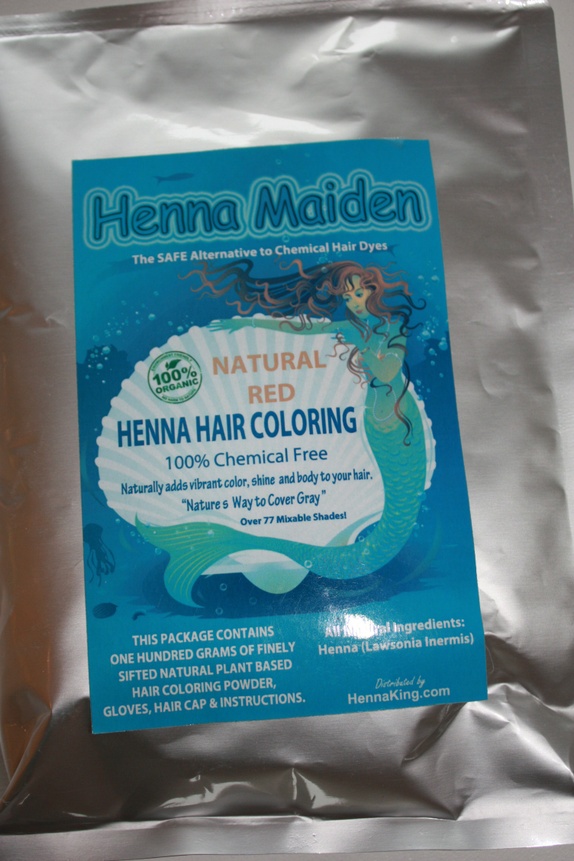 Henna Maiden
The SAFE Alternative to Chemical Hair Dyes
100%
ORGANIC
NATURAL
RED
HENNA HAIR COLORING
100% Chemical Free
Naturally adds vibrant color, shine and body to your hair.
"Nature s Way to Cover Gray"
Over 77 Mixable Shades!
THIS PACKAGE CONTAINS
ONE HUNDRED GRAMS OF FINELY
SIFTED NATURAL PLANT BASED
HAIR COLORING POWDER,
GLOVES, HAIR CAP & INSTRUCTIONS.
All Natural Ingredients:
Henna (Lawsonia Inermis)
Distributed by
HennaKing.com